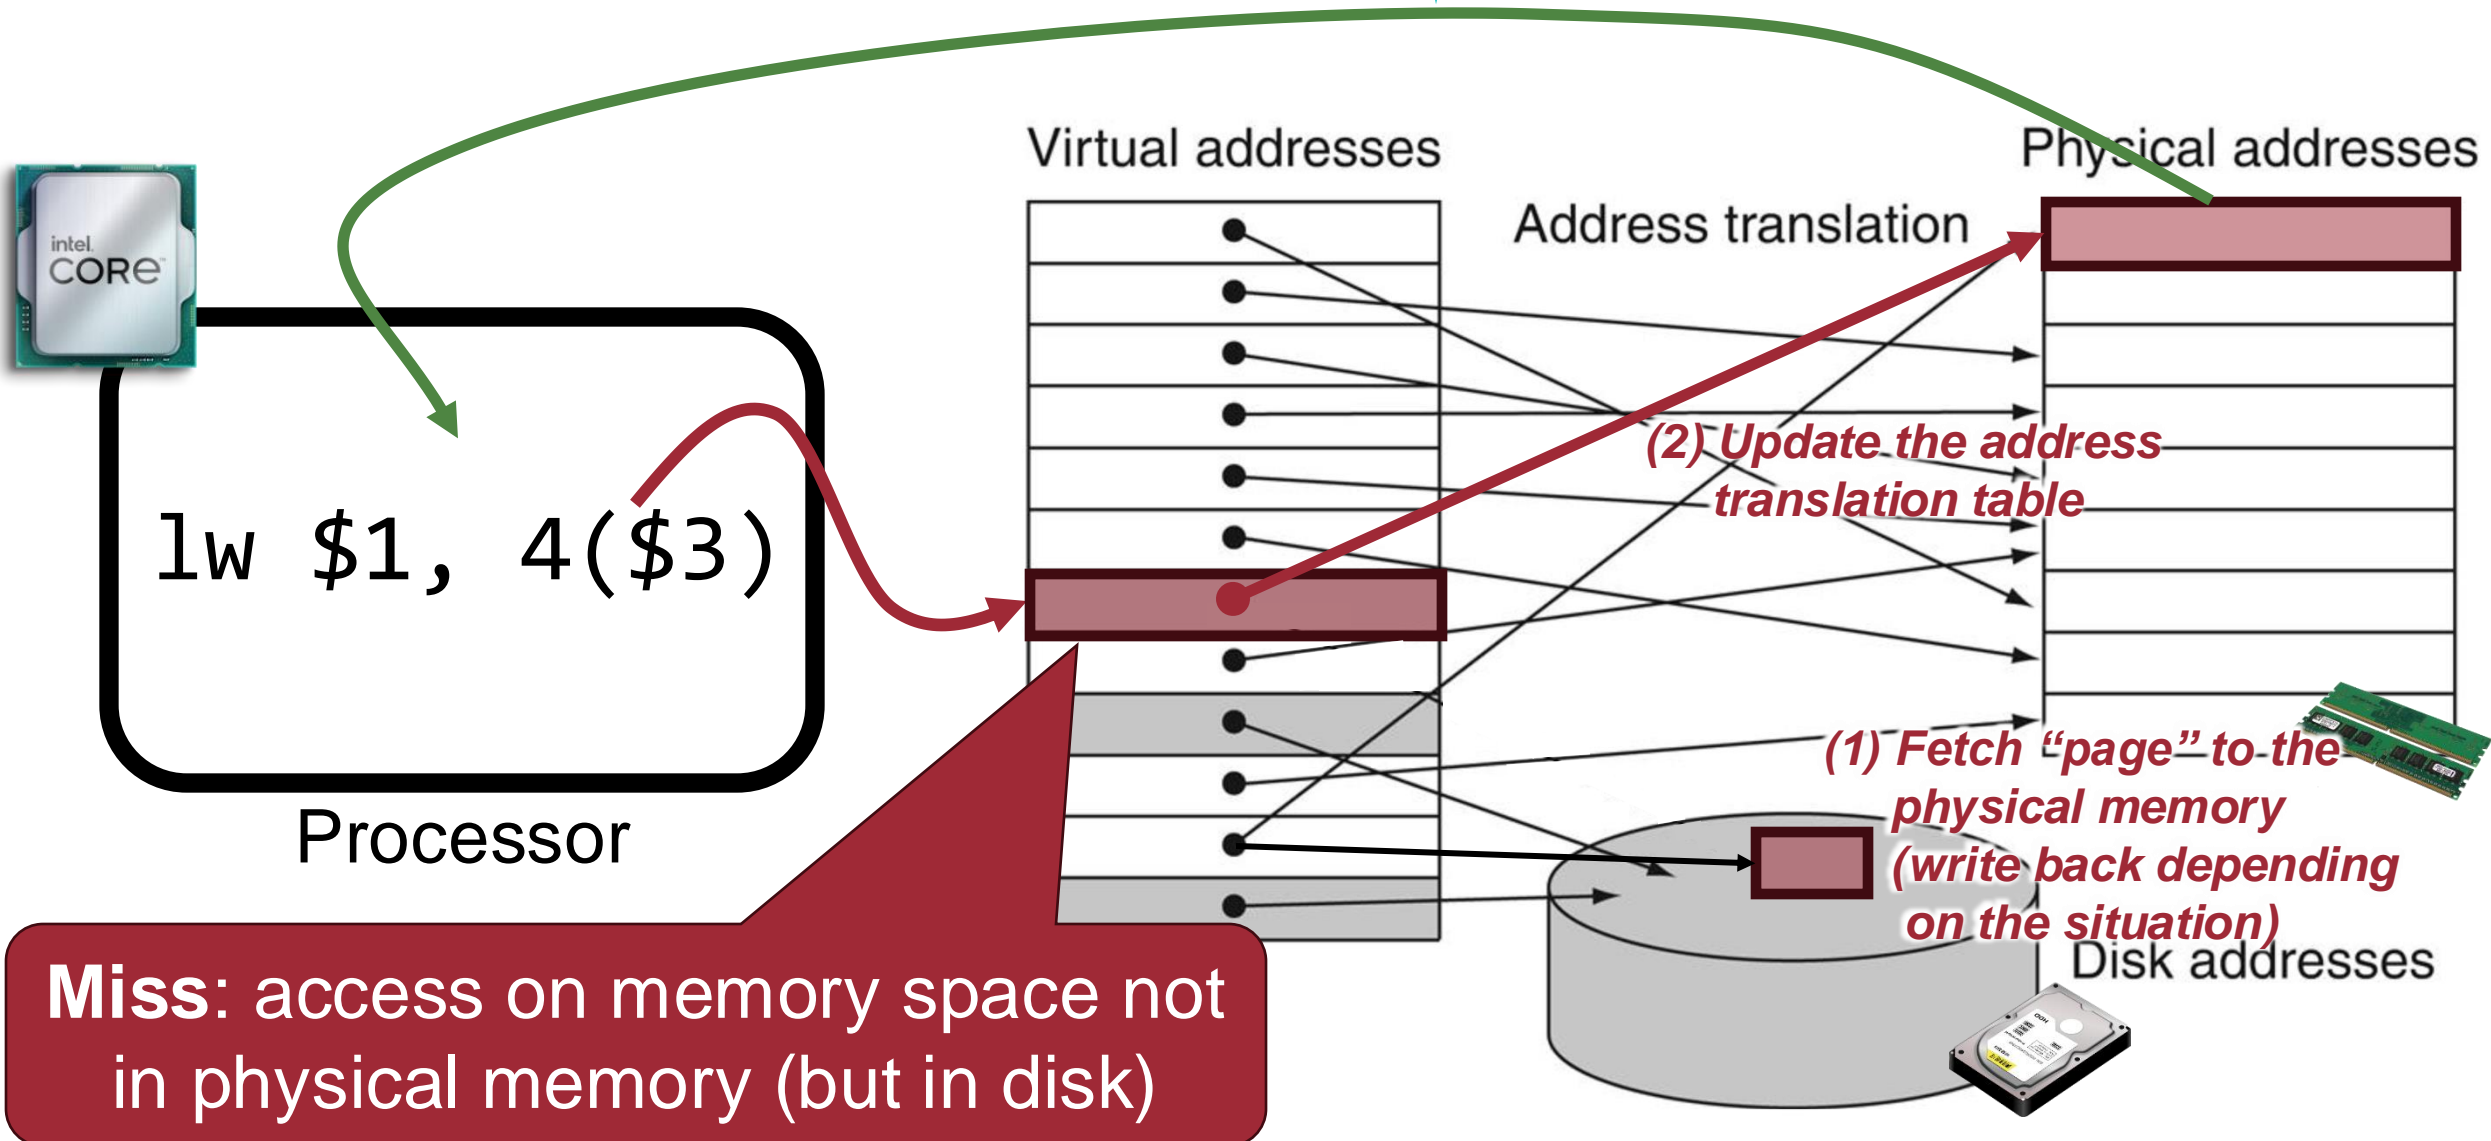 Virtual addresses
Physical addresses
Address translation
intel.
CORE
(2) Update the address
translation table
lw $1, 4($3)
(1) Fetch “page” to the
physical memory
(write back depending
on the situation)
Processor
Disk addresses
HDD
Miss: access on memory space not
in physical memory (but in disk)